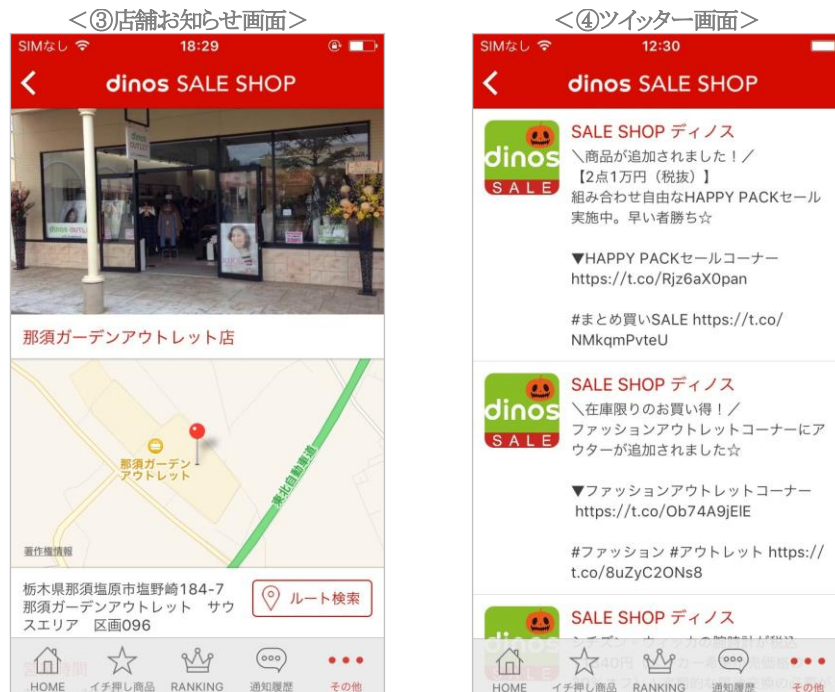 ＜③店舗お知らせ画面＞
SIMなし
18:29
dinos SALE SHOP
dinos
OUTLET
那須ガーデンアウトレット店
那須ガーデン
アウトレット
東北自動車道
著作権情報
栃木県那須塩原市塩野崎184-7
那須ガーデンアウトレット サウ
スエリア 区画096
ルート検索
営業時間
HOME
イチ押し商品
RANKING
通知履歴
その他
＜④ツイッター画面＞
SIMなし
12:30
dinos SALE SHOP
dinos
SALE
SALE SHOP ディノス
＼商品が追加されました！／
【2点1万円（税抜）】
組み合わせ自由なHAPPY PACKセール
実施中。早い者勝ち☆
▼HAPPY PACKセールコーナー
https://t.co/Rjz6aX0pan
#まとめ買いSALE https://t.co/
NMkqmPvteU
dinos
SALE
SALE SHOP ディノス
＼在庫限りのお買い得！／
ファッションアウトレットコーナーにア
ウターが追加されました☆
▼ファッションアウトレットコーナー
https://t.co/Ob74A9jElE
#ファッション #アウトレット https://
t.co/8uZyC2ONs8
dinos
SALE SHOP ディノス
HOME
イチ押し商品
RANKING
通知履歴
その他